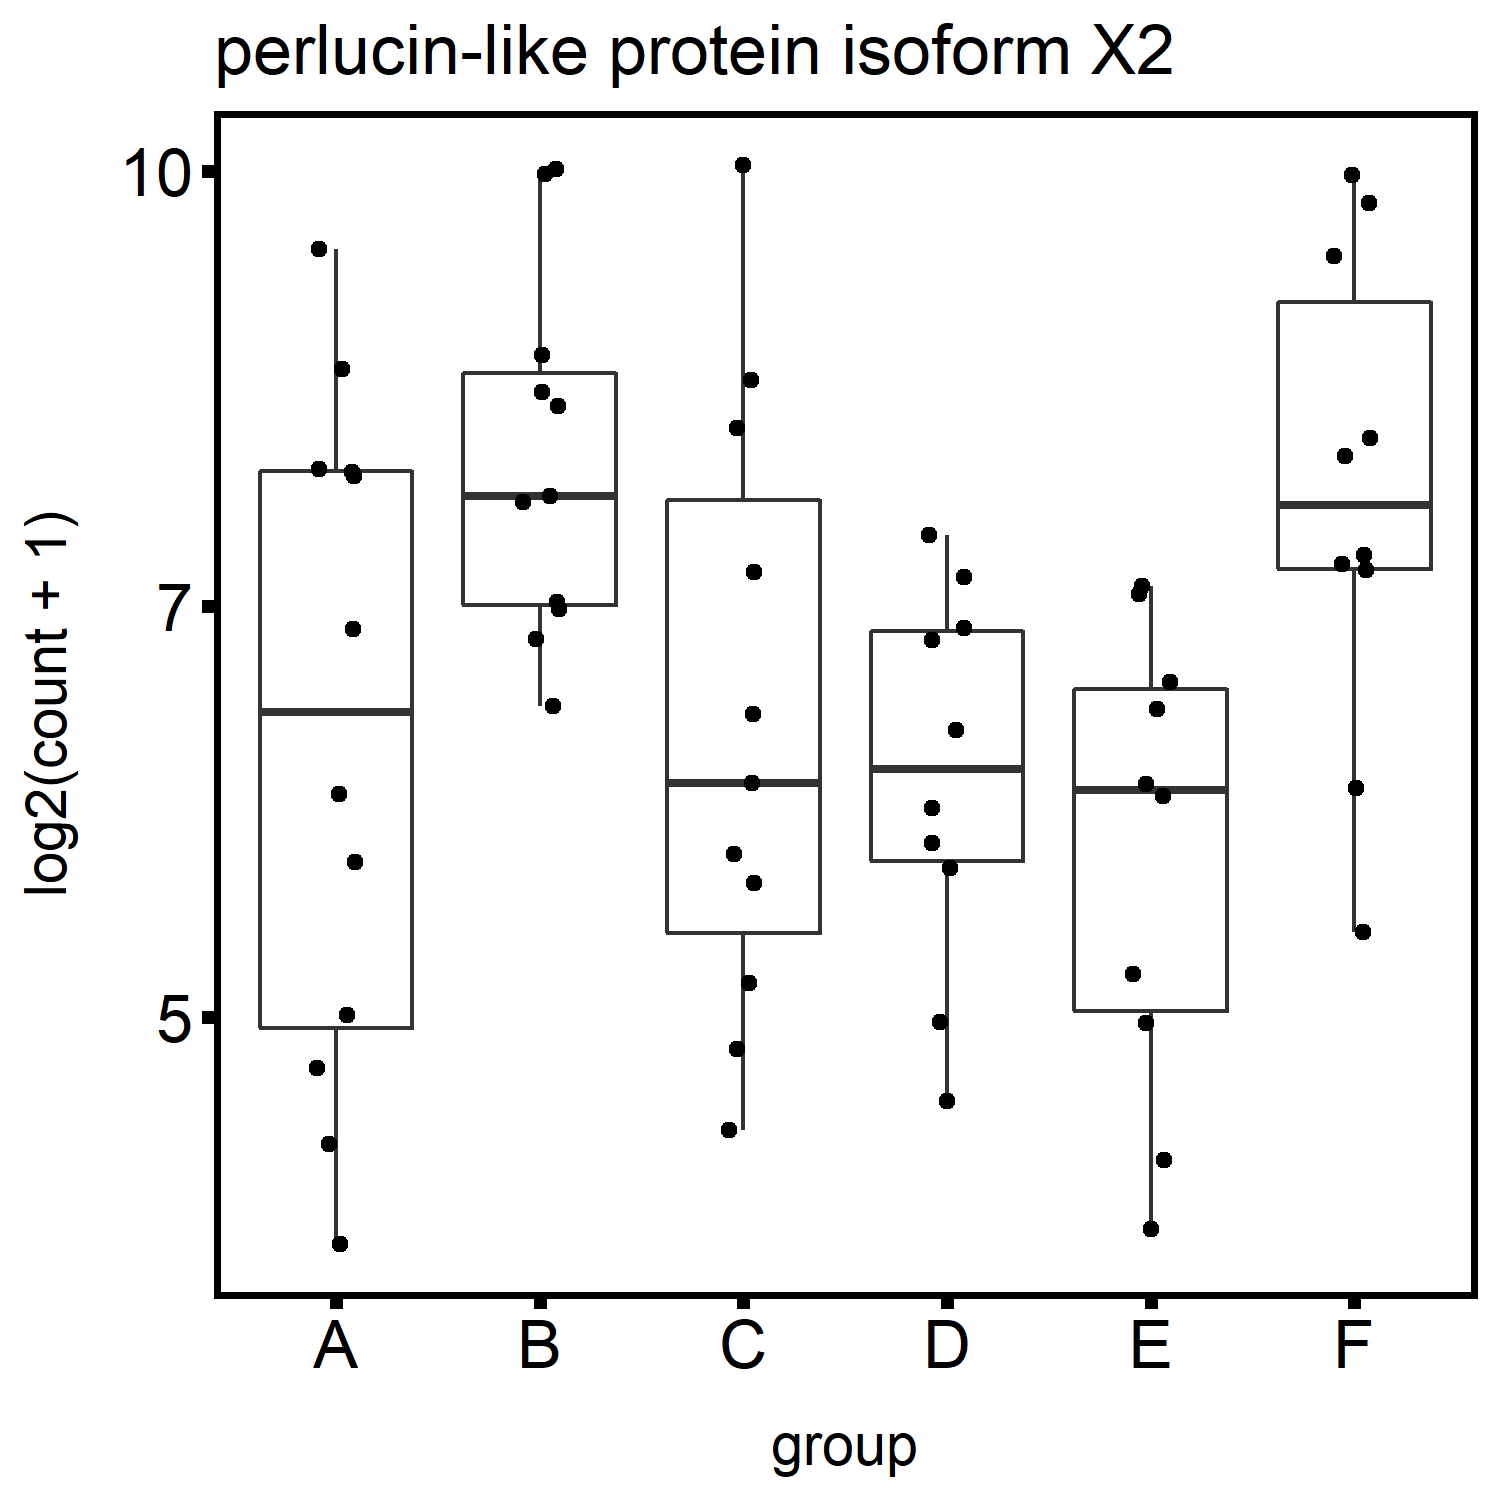 perlucin-like protein isoform X2
10
7
5
log2(count + 1)
A B C D E F
group